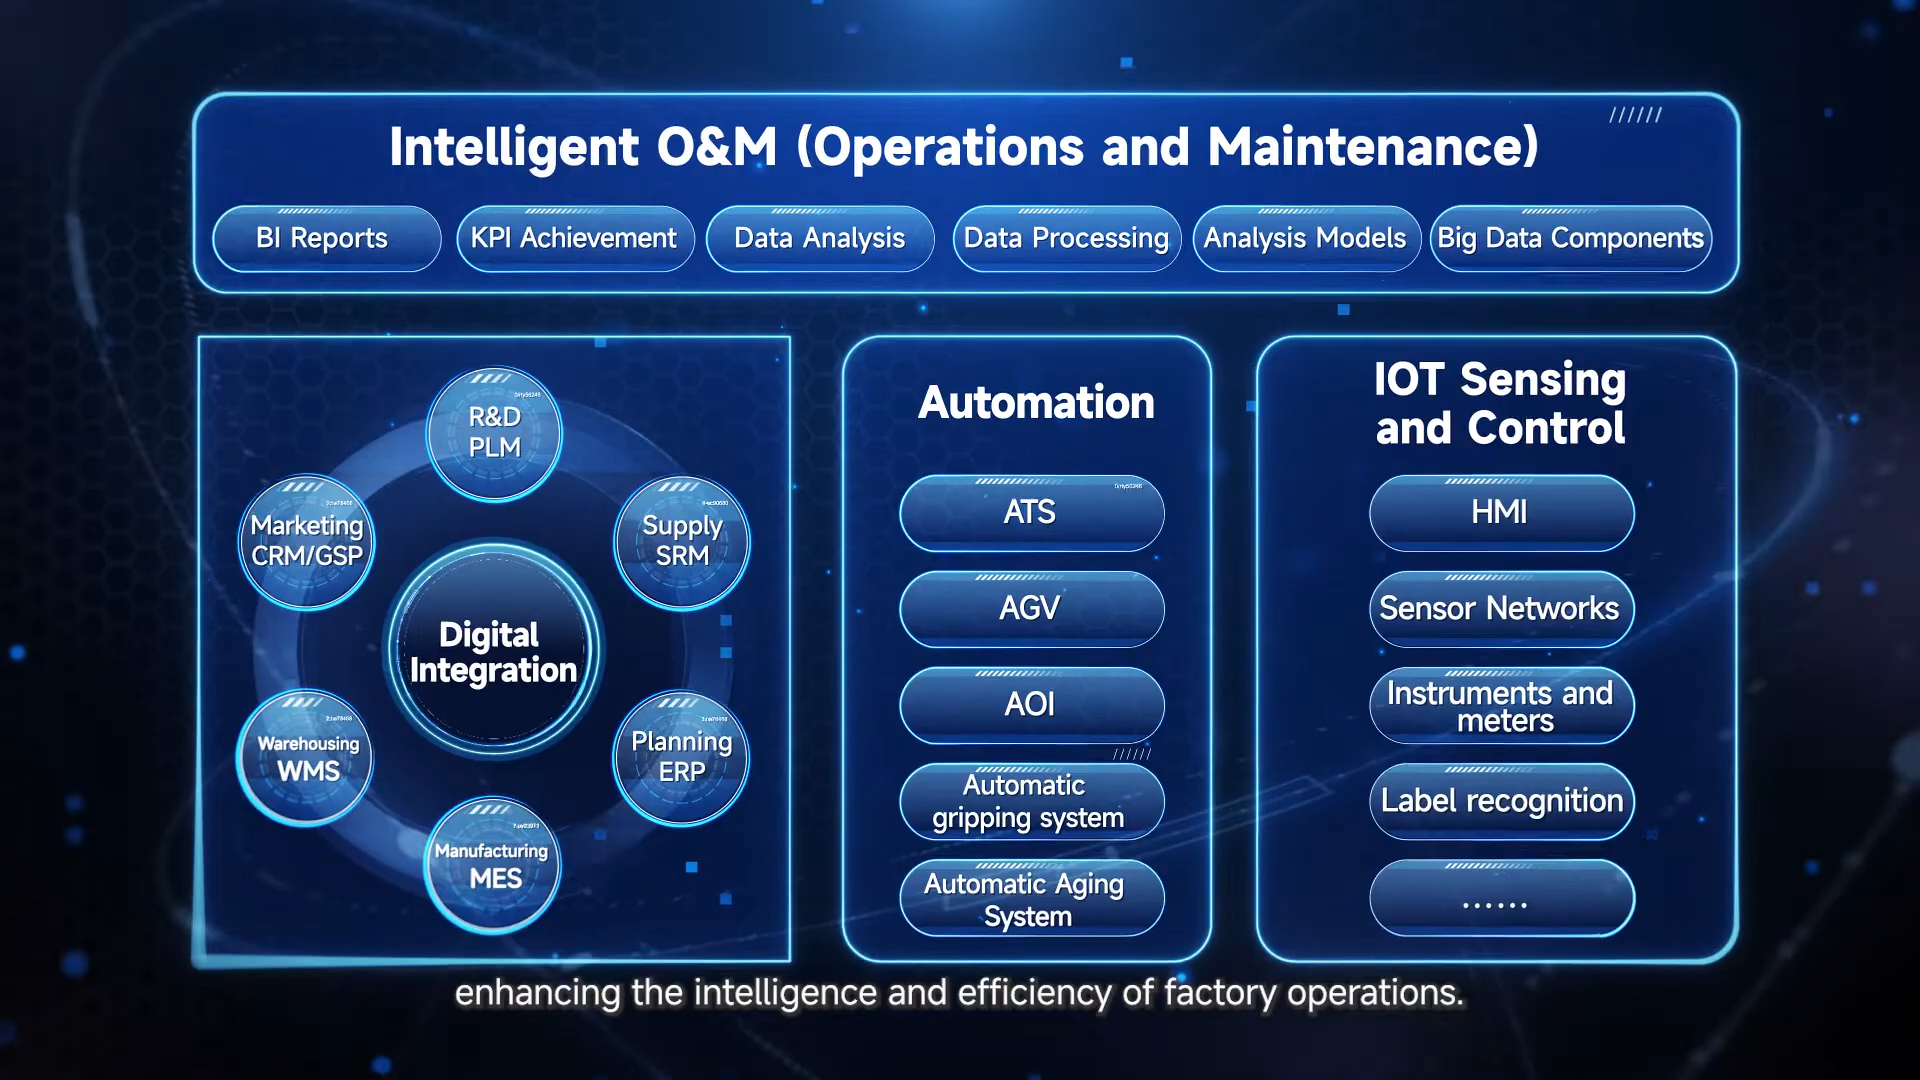 Intelligent O&M (Operations and Maintenance)
BI Reports
KPI Achievement
Data Analysis
Data Processing
Analysis Models
Big Data Components
R&D
PLM
Marketing
CRM/GSP
Supply
SRM
Digital
Integration
Warehousing
WMS
Planning
ERP
Manufacturing
MES
Automation
ATS
AGV
AOI
Automatic
gripping system
Automatic Aging
System
IOT Sensing
and Control
HMI
Sensor Networks
Instruments and
meters
Label recognition
......
enhancing the intelligence and efficiency of factory operations.